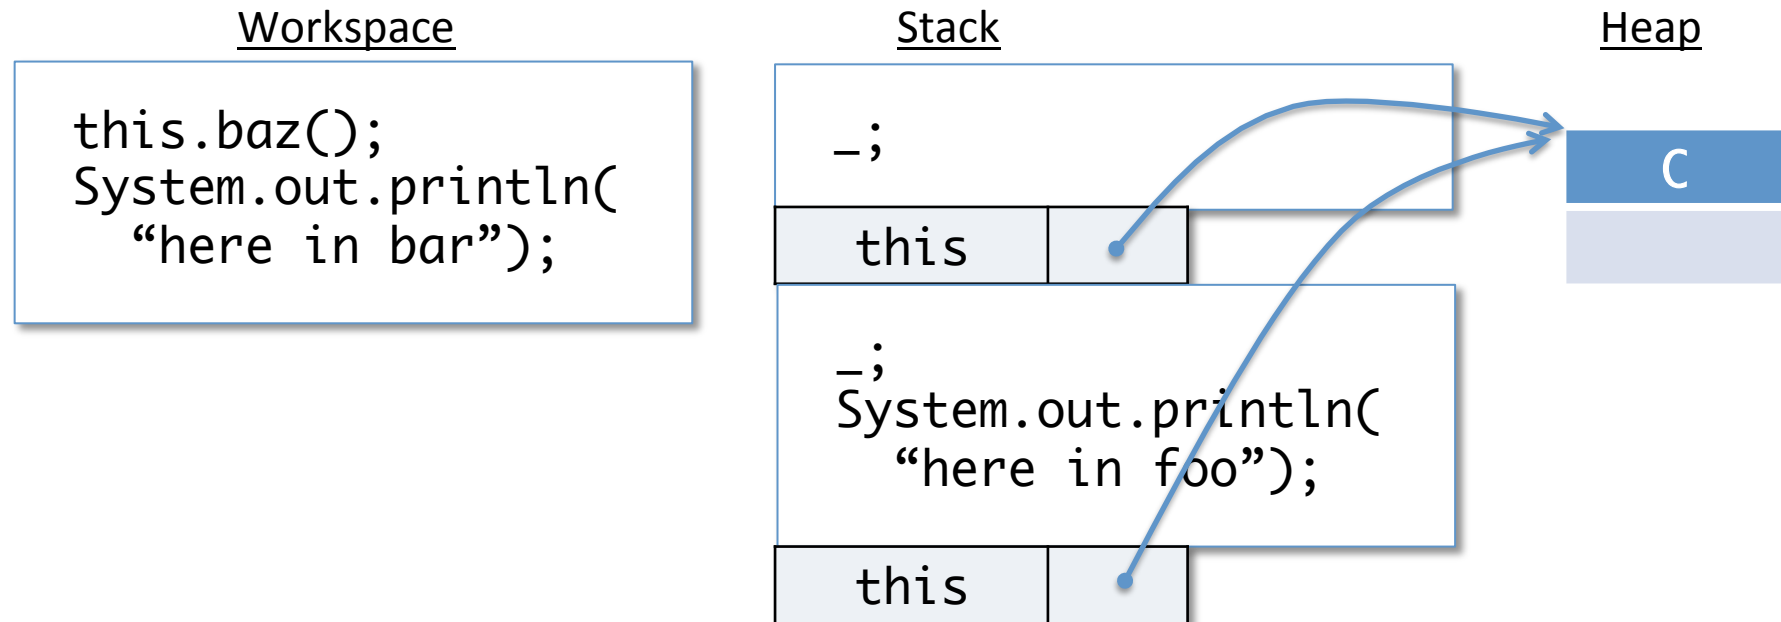 Workspace
this.baz();
System.out.println(
“here in bar”);
Stack
_;
this
_;
System.out.println(
“here in foo”);
this
Heap
C